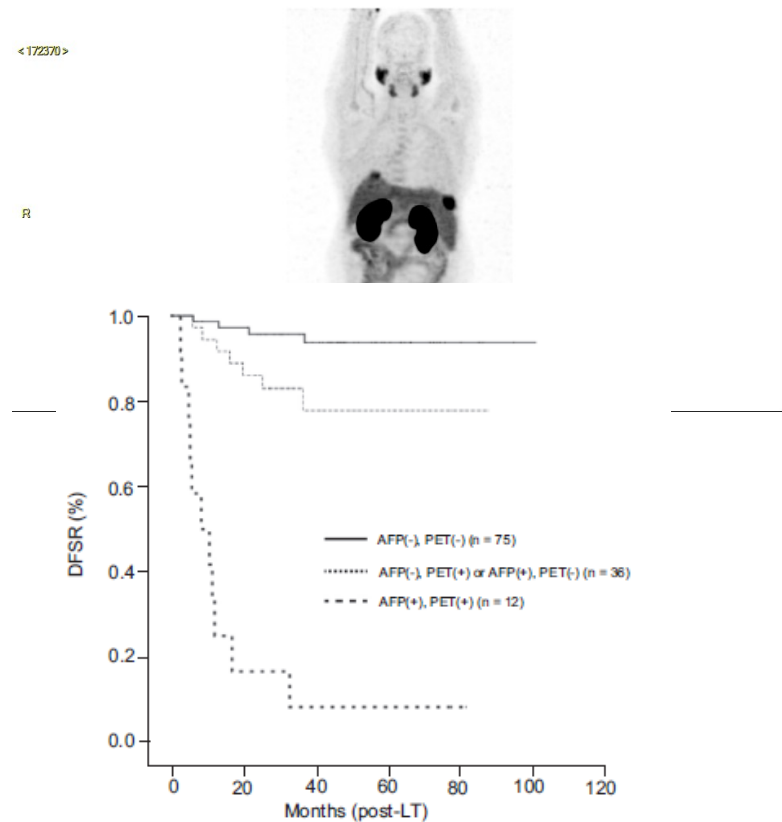 <172370>
R
1.0
0.8
0.6
0.4
0.2
0.0
DFSR (%)
AFP(-), PET(-) (n = 75)
AFP(-), PET(+) or AFP(+), PET(-) (n = 36)
AFP(+), PET(+) (n = 12)
0 20 40 60 80 100 120
Months (post-LT)